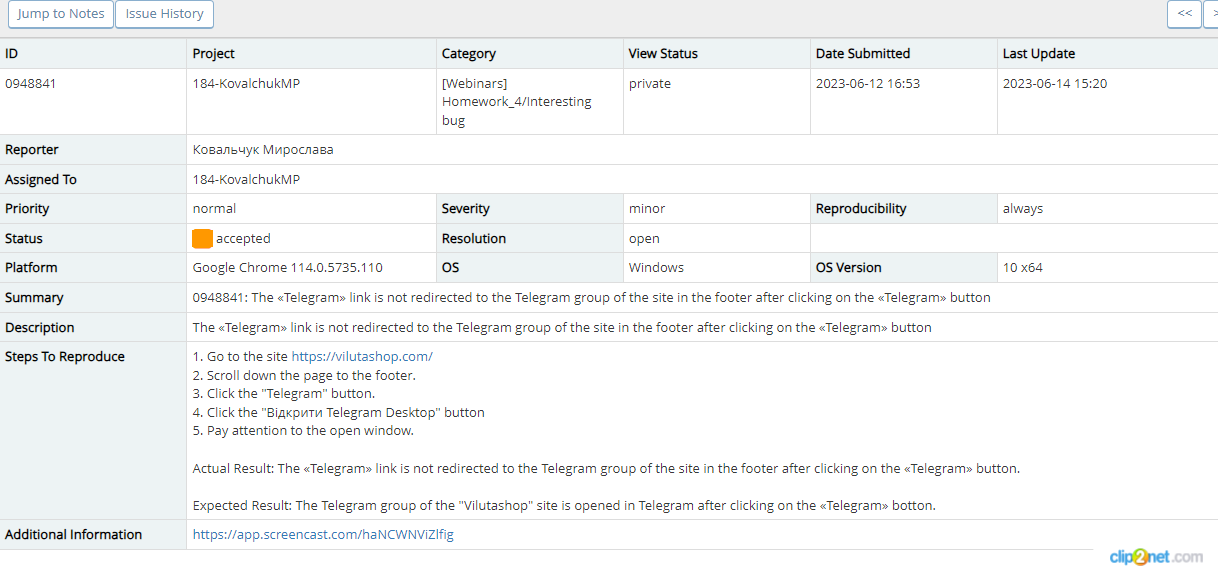 Jump to Notes Issue History <<
ID Project Category View Status Date Submitted Last Update
0948841 184-KovalchukMP [Webinars] private 2023-06-12 16:53 2023-06-14 15:20
Homework_4/Interesting
bug
Reporter Ковальчук Мирослава
Assigned To 184-KovalchukMP
Priority normal Severity minor Reproducibility always
Status accepted Resolution open
Platform Google Chrome 114.0.5735.110 OS Windows OS Version 10 x64
Summary 0948841: The «Telegram» link is not redirected to the Telegram group of the site in the footer after clicking on the «Telegram» button
Description The «Telegram» link is not redirected to the Telegram group of the site in the footer after clicking on the «Telegram» button
Steps To Reproduce 1. Go to the site https://vilutashop.com/
2. Scroll down the page to the footer.
3. Click the "Telegram" button.
4. Click the "Відкрити Telegram Desktop" button
5. Pay attention to the open window.
Actual Result: The «Telegram» link is not redirected to the Telegram group of the site in the footer after clicking on the «Telegram» button.
Expected Result: The Telegram group of the "Vilutashop" site is opened in Telegram after clicking on the «Telegram» botton.
Additional Information https://app.screencast.com/haNCWNViZlfig
clip2net.com